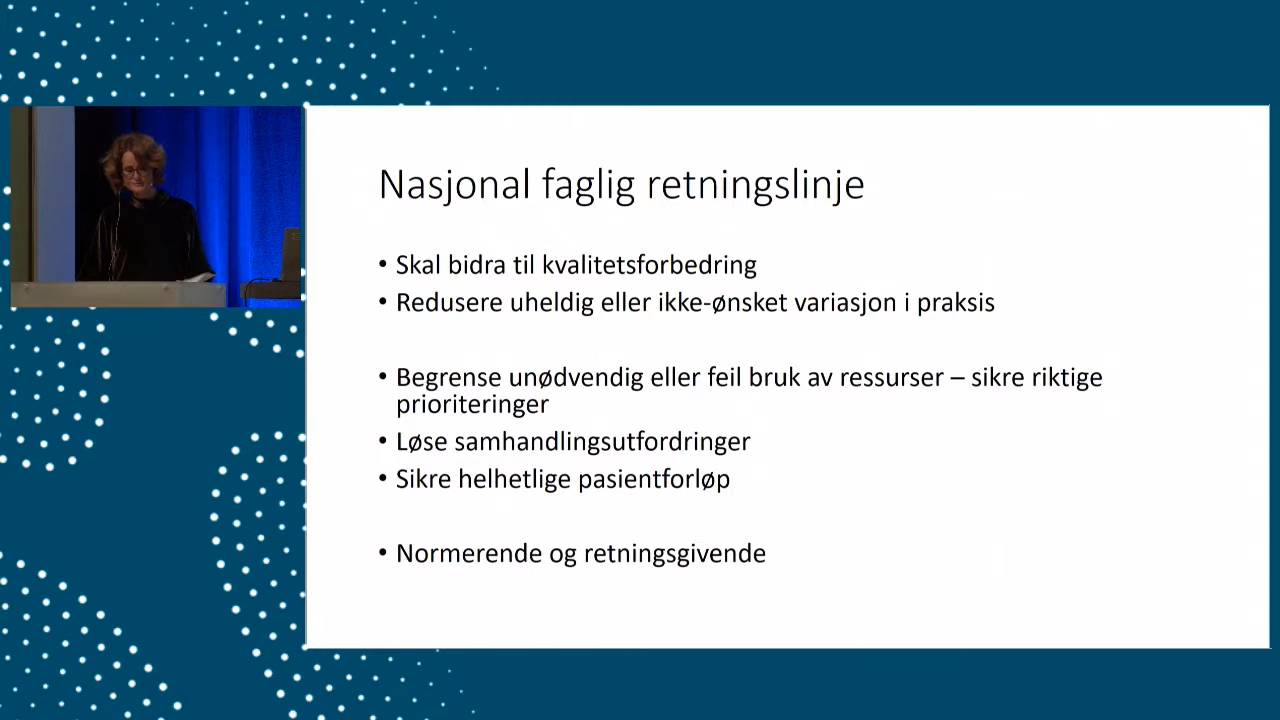 Nasjonal faglig retningslinje
• Skal bidra til kvalitetsforbedring
• Redusere uheldig eller ikke-ønsket variasjon i praksis
• Begrense unødvendig eller feil bruk av ressurser – sikre riktige
prioriteringer
• Løse samhandlingsutfordringer
• Sikre helhetlige pasientforløp
• Normerende og retningsgivende